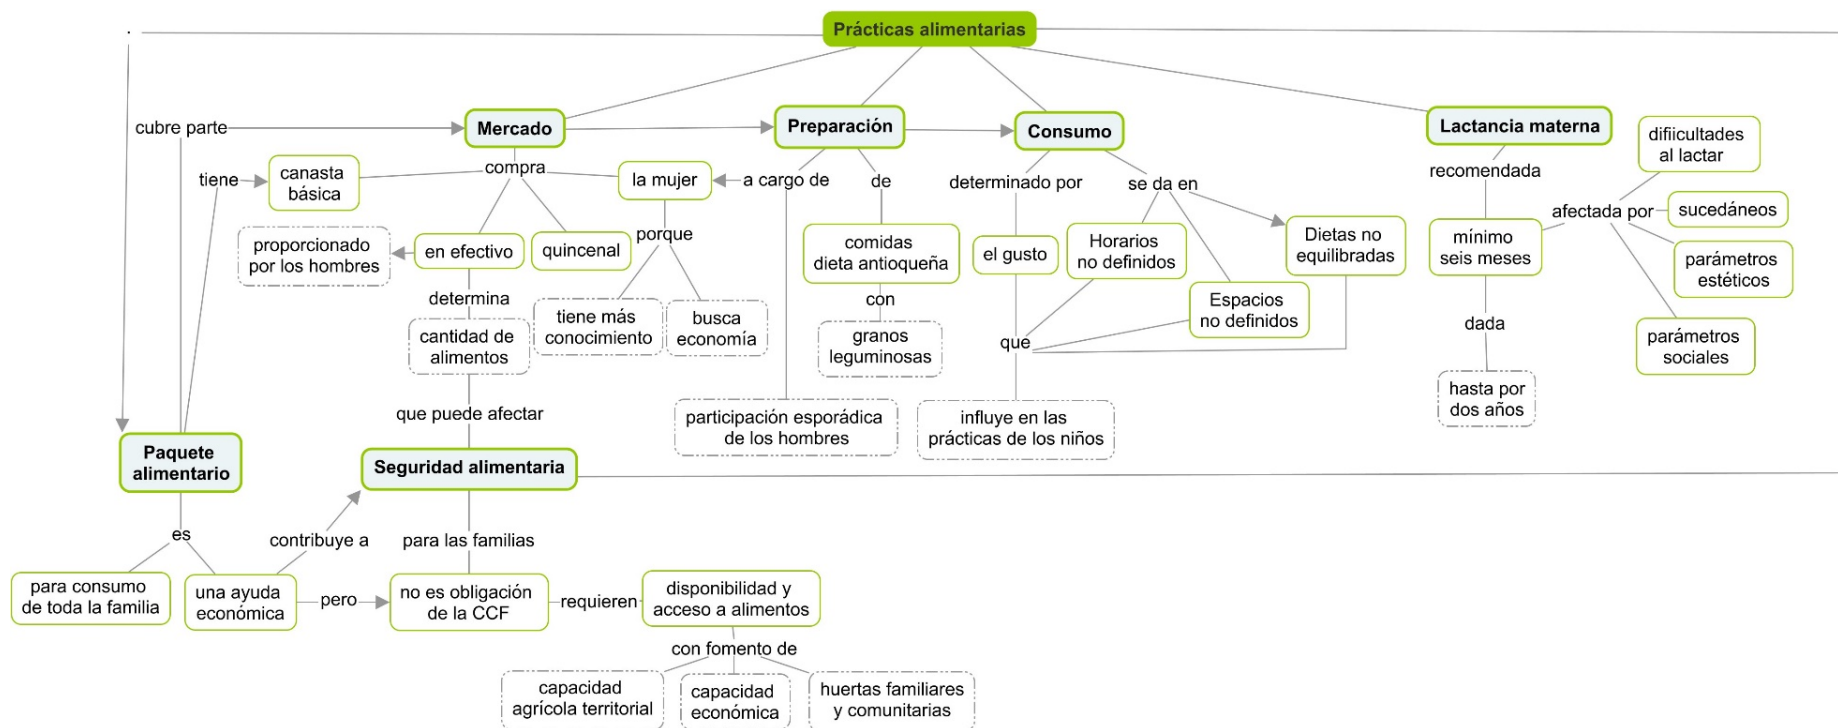 Prácticas alimentarias
cubre parte
Mercado
Preparación
Consumo
Lactancia materna
difiicultades
al lactar
tiene
canasta
básica
compra
la mujer
a cargo de
de
determinado por
se da en
recomendada
afectada por
sucedáneos
proporcionado
por los hombres
en efectivo
quincenal
porque
comidas
dieta antioqueña
el gusto
Horarios
no definidos
Dietas no
equilibradas
mínimo
seis meses
parámetros
estéticos
determina
tiene más
conocimiento
busca
economía
con
Espacios
no definidos
cantidad de
alimentos
granos
leguminosas
que
dada
parámetros
sociales
que puede afectar
participación esporádica
de los hombres
influye en las
prácticas de los niños
hasta por
dos años
Paquete
alimentario
Seguridad alimentaria
es
contribuye a
para las familias
para consumo
de toda la familia
una ayuda
económica
pero
no es obligación
de la CCF
requieren
disponibilidad y
acceso a alimentos
con fomento de
capacidad
agrícola territorial
capacidad
económica
huertas familiares
y comunitarias